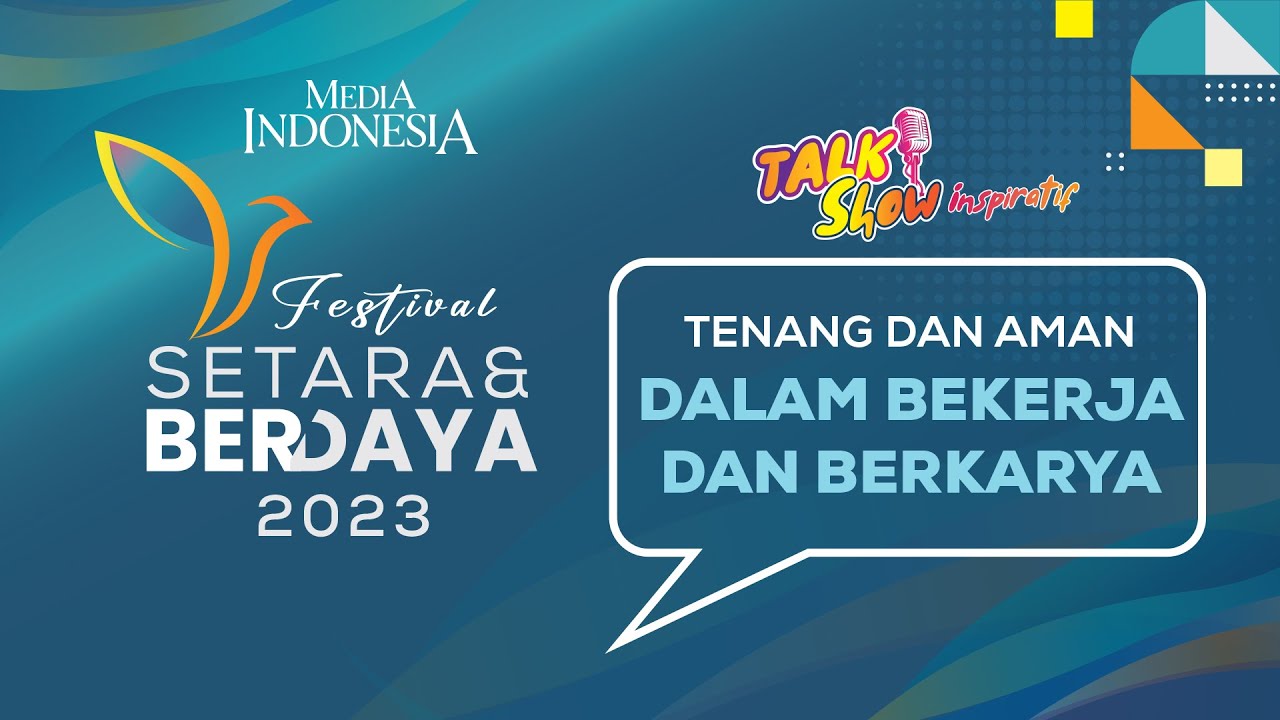 MEDIA
INDONESIA
Festival
SETARA&
BERDAYA
2023
TALK
Show inspiratif
TENANG DAN AMAN
DALAM BEKERJA
DAN BERKARYA